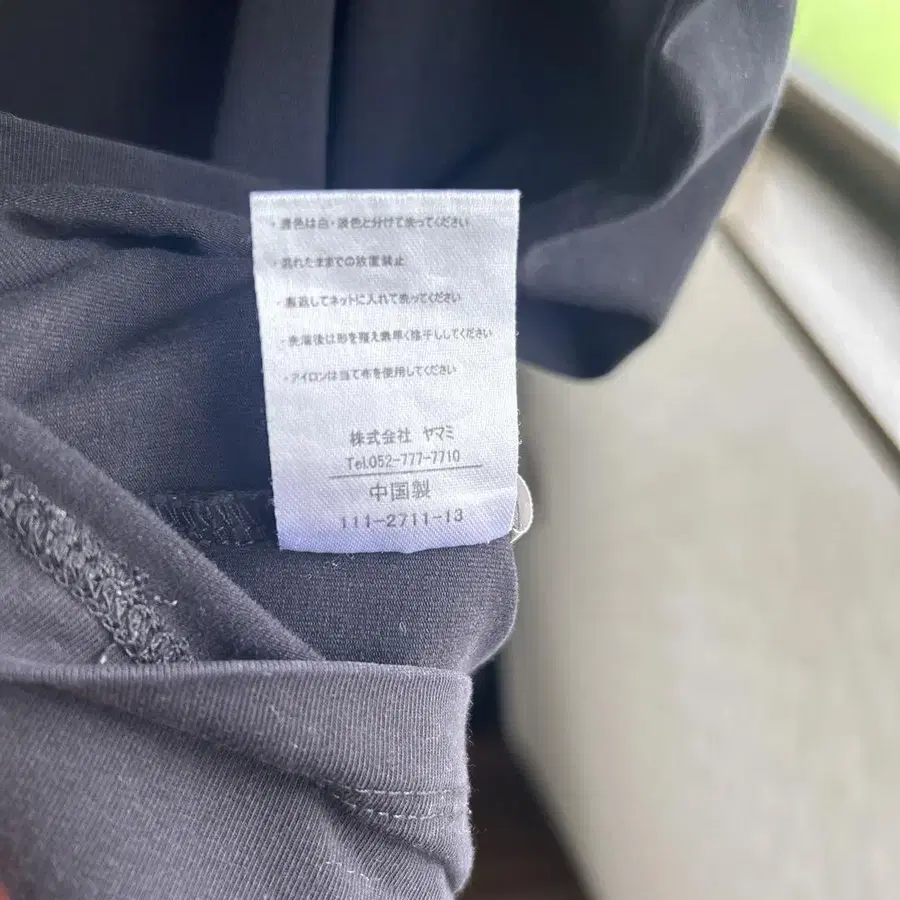 ・濃色は白・淡色と分けて洗ってください
・濡れたままでの放置禁止
・裏返してネットに入れて洗ってください
・洗濯後は形を整え素早く陰干ししてください
・アイロンは当て布を使用してください
株式会社 ヤマミ
Tel.052-777-7710
中国製
111-2711-13